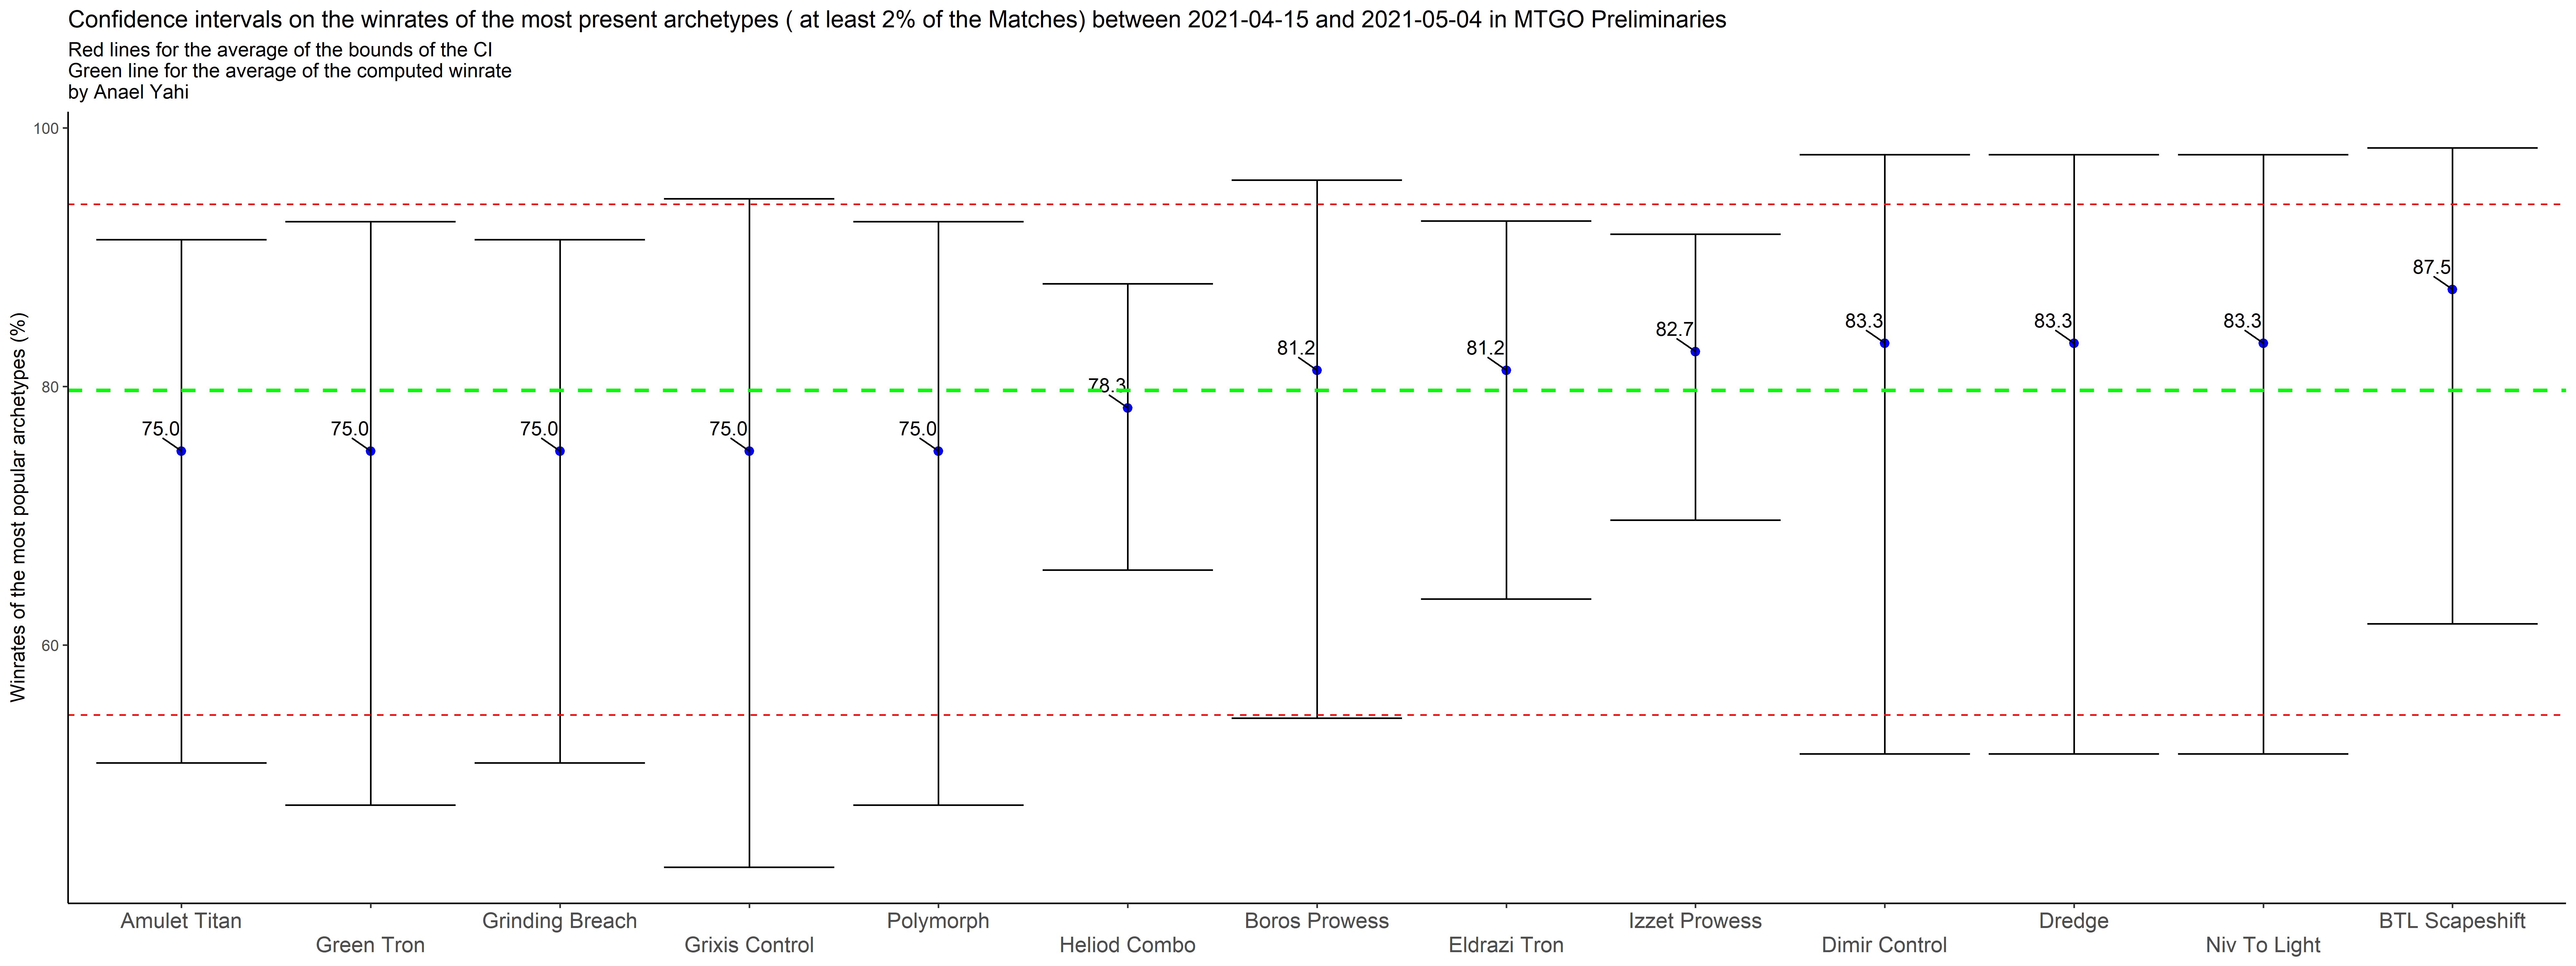 Confidence intervals on the winrates of the most present archetypes ( at least 2% of the Matches) between 2021-04-15 and 2021-05-04 in MTGO Preliminaries
Red lines for the average of the bounds of the CI
Green line for the average of the computed winrate
by Anael Yahi
Winrates of the most popular archetypes (%)
100
80
60
75.0
75.0
75.0
75.0
75.0
78.3
81.2
81.2
82.7
83.3
83.3
83.3
87.5
Amulet Titan
Green Tron
Grinding Breach
Grixis Control
Polymorph
Heliod Combo
Boros Prowess
Eldrazi Tron
Izzet Prowess
Dimir Control
Dredge
Niv To Light
BTL Scapeshift